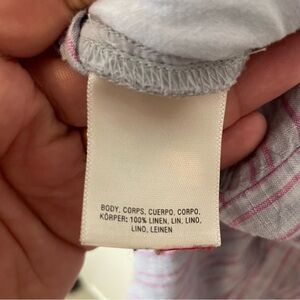 BODY, CORPS, CUERPO, CORPO,
KÖRPER: 100% LINEN, LIN, LINO,
LINO, LEINEN